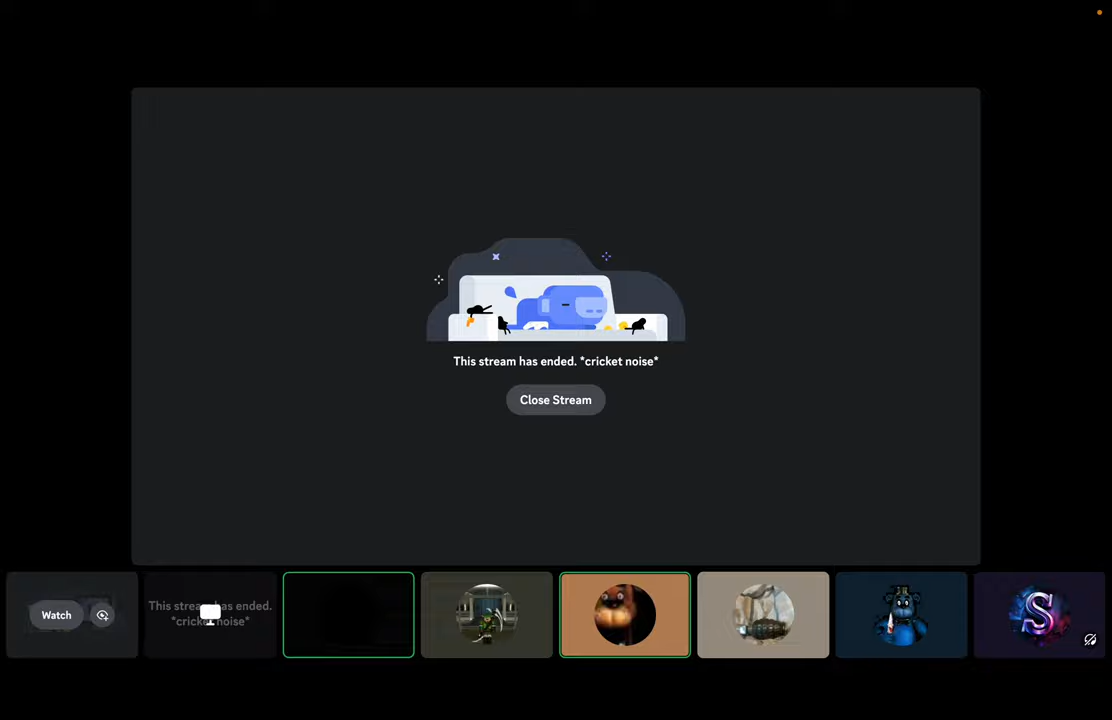 This stream has ended. *cricket noise*
Close Stream
Watch
This stream has ended.
*cricket noise*
S